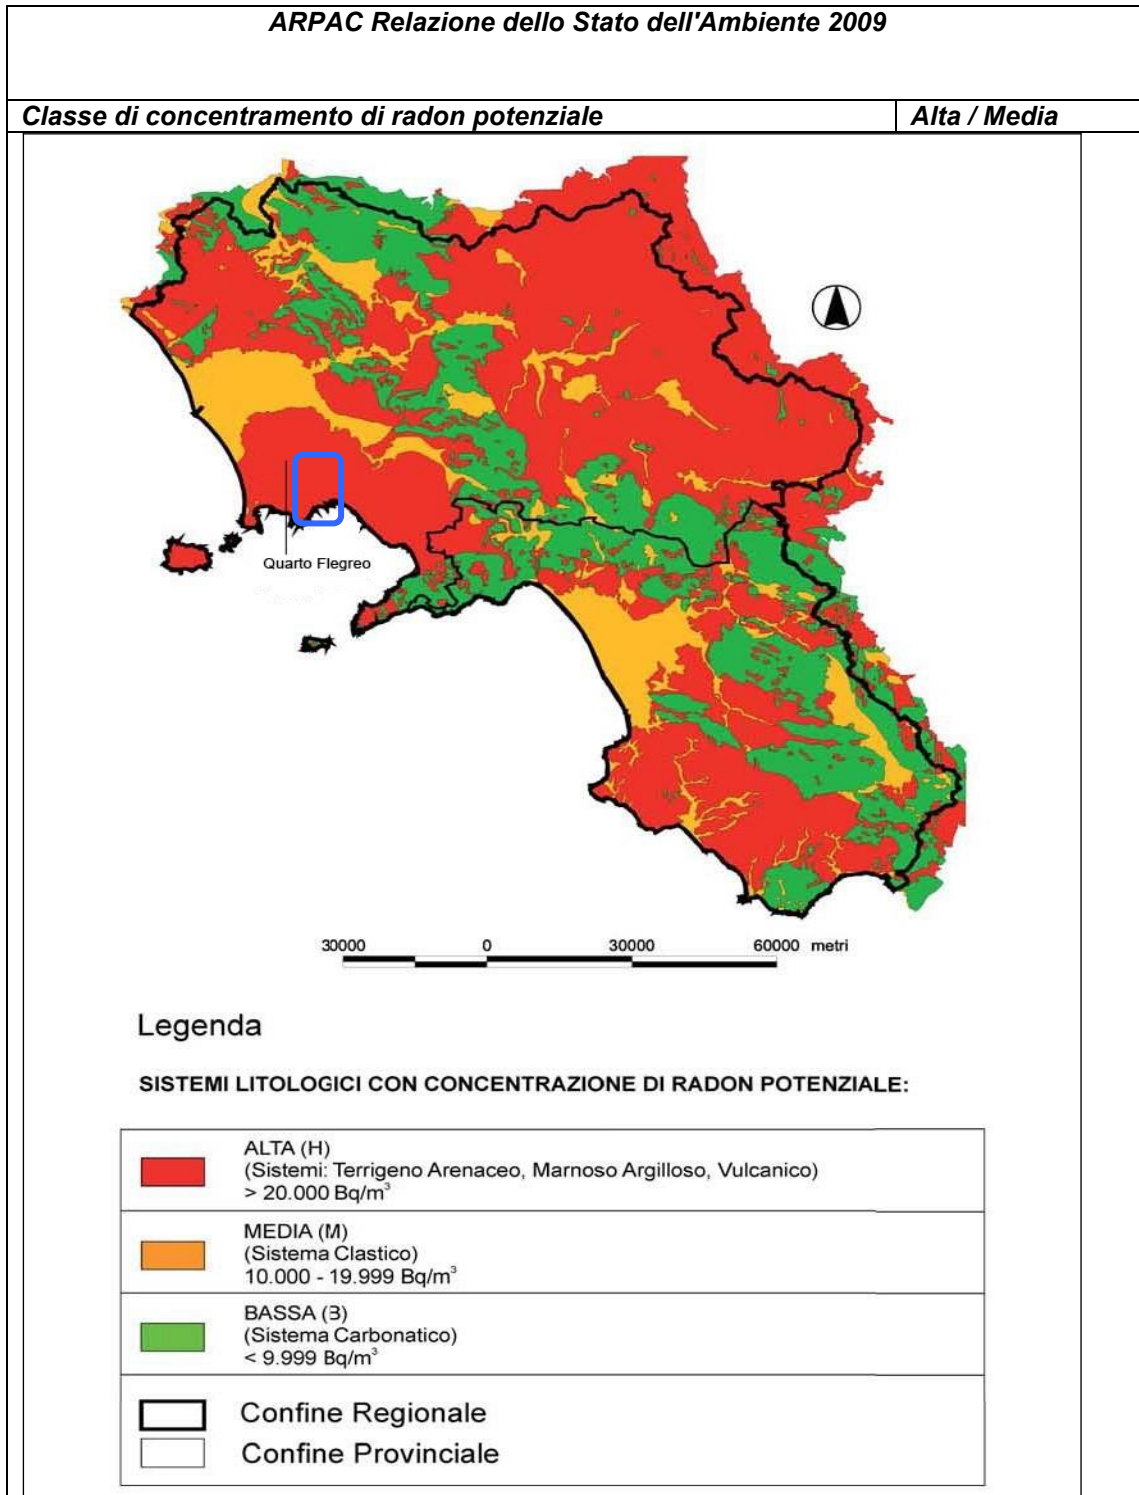 ARPAC Relazione dello Stato dell'Ambiente 2009
Classe di concentramento di radon potenziale
Alta / Media
Quarto Flegreo
30000 0 30000 60000 metri
Legenda
SISTEMI LITOLOGICI CON CONCENTRAZIONE DI RADON POTENZIALE:
ALTA (H)
(Sistemi: Terrigeno Arenaceo, Marnoso Argilloso, Vulcanico)
> 20.000 Bq/m³
MEDIA (M)
(Sistema Clastico)
10.000 - 19.999 Bq/m³
BASSA (B)
(Sistema Carbonatico)
< 9.999 Bq/m³
Confine Regionale
Confine Provinciale